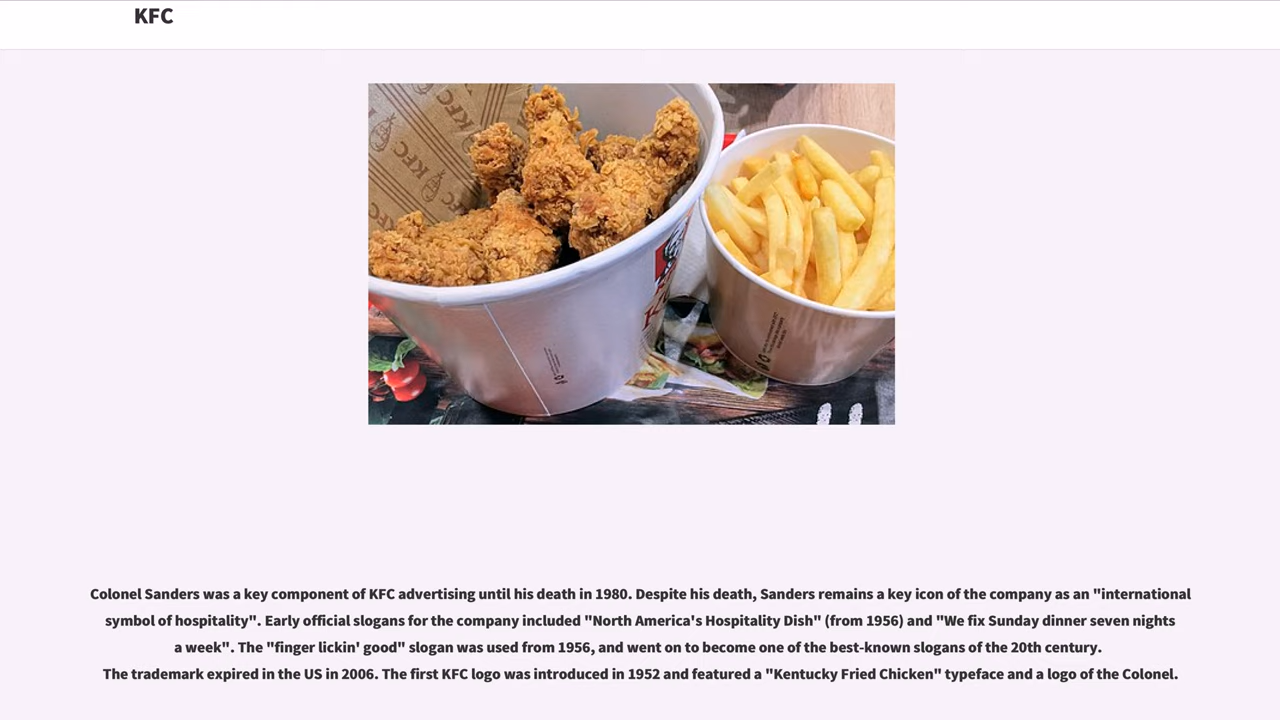 KFC
KFC
KFC
Colonel Sanders was a key component of KFC advertising until his death in 1980. Despite his death, Sanders remains a key icon of the company as an "international
symbol of hospitality". Early official slogans for the company included "North America's Hospitality Dish" (from 1956) and "We fix Sunday dinner seven nights
a week". The "finger lickin' good" slogan was used from 1956, and went on to become one of the best-known slogans of the 20th century.
The trademark expired in the US in 2006. The first KFC logo was introduced in 1952 and featured a "Kentucky Fried Chicken" typeface and a logo of the Colonel.